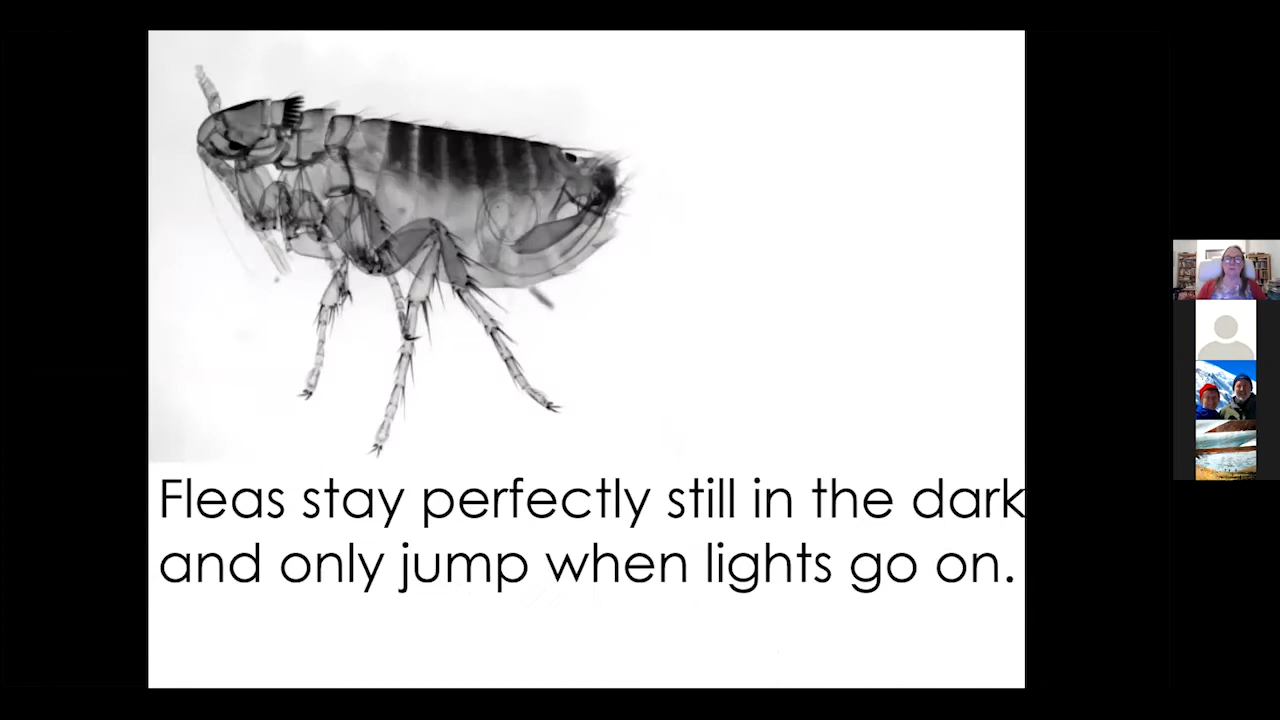 Fleas stay perfectly still in the dark
and only jump when lights go on.